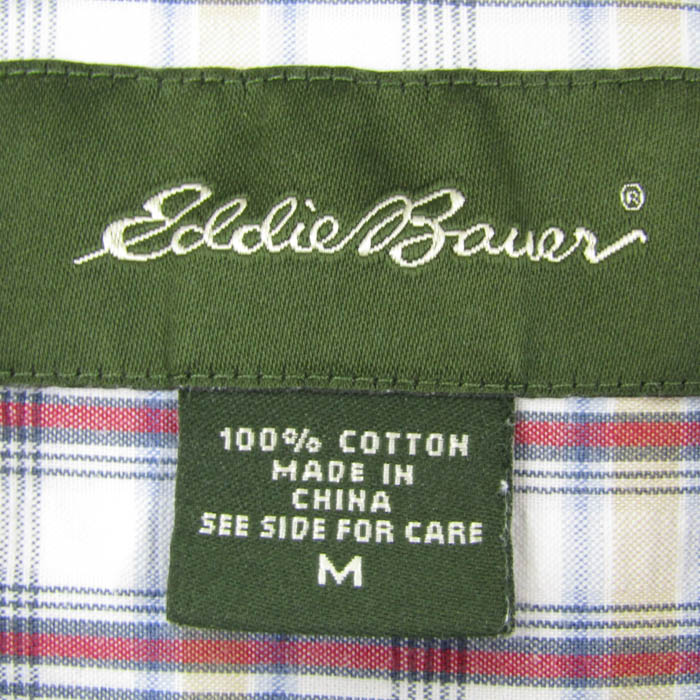 Eddie Bauer®
100% COTTON
MADE IN
CHINA
SEE SIDE FOR CARE
M